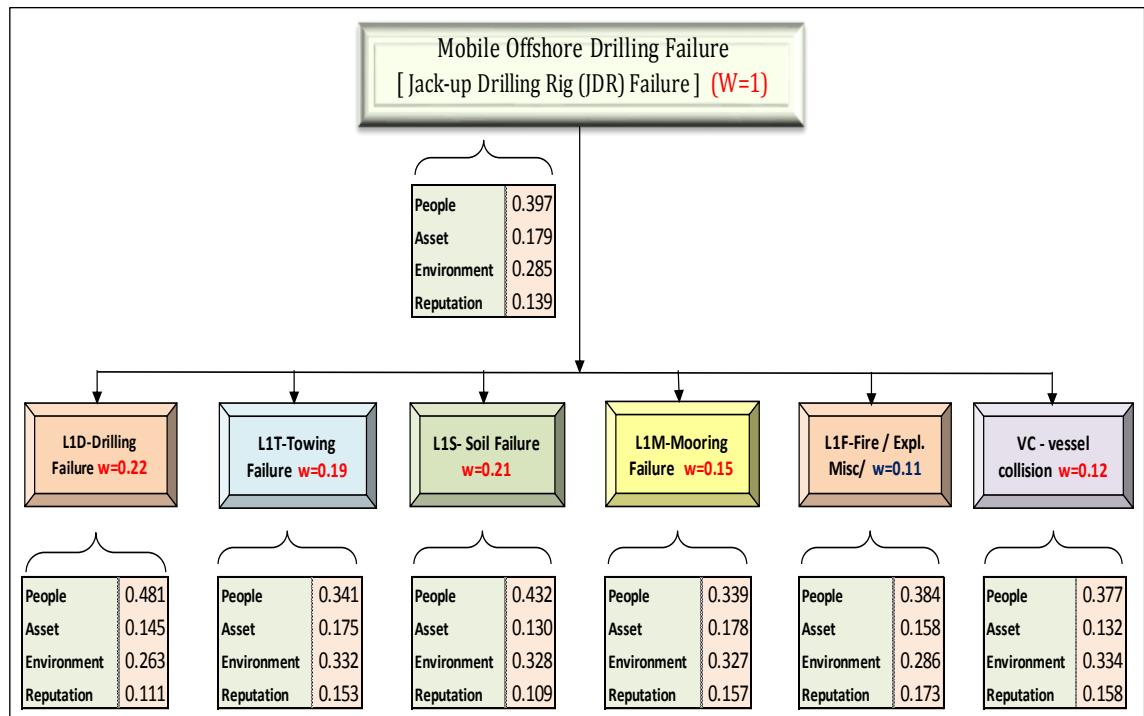 Mobile Offshore Drilling Failure
[ Jack-up Drilling Rig (JDR) Failure ] (W=1)
People 0.397
Asset 0.179
Environment 0.285
Reputation 0.139
L1D-Drilling
Failure w=0.22
L1T-Towing
Failure w=0.19
L1S- Soil Failure
w=0.21
L1M-Mooring
Failure w=0.15
L1F-Fire / Expl.
Misc/ w=0.11
VC - vessel
collision w=0.12
People 0.481
Asset 0.145
Environment 0.263
Reputation 0.111
People 0.341
Asset 0.175
Environment 0.332
Reputation 0.153
People 0.432
Asset 0.130
Environment 0.328
Reputation 0.109
People 0.339
Asset 0.178
Environment 0.327
Reputation 0.157
People 0.384
Asset 0.158
Environment 0.286
Reputation 0.173
People 0.377
Asset 0.132
Environment 0.334
Reputation 0.158